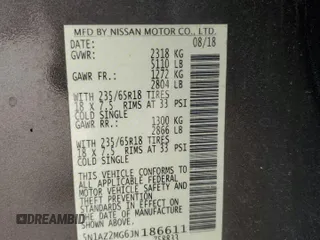 MFD BY NISSAN MOTOR CO., LTD.
DATE: 08/18
GVWR: 2318 KG
5110 LB
GAWR FR.: 1272 KG
2804 LB
WITH 235/65R18 TIRES
18 X 7.5 RIMS AT 33 PSI
COLD SINGLE
GAWR RR.: 1300 KG
2866 LB
WITH 235/65R18 TIRES
18 X 7.5 RIMS AT 33 PSI
COLD SINGLE
THIS VEHICLE CONFORMS TO ALL
APPLICABLE U.S. FEDERAL
MOTOR VEHICLE SAFETY
STANDARDS IN EFFECT ON THE
DATE OF MANUFACTURE SHOWN
ABOVE.
5N1AZ2MG6JN186611
DREAMBID